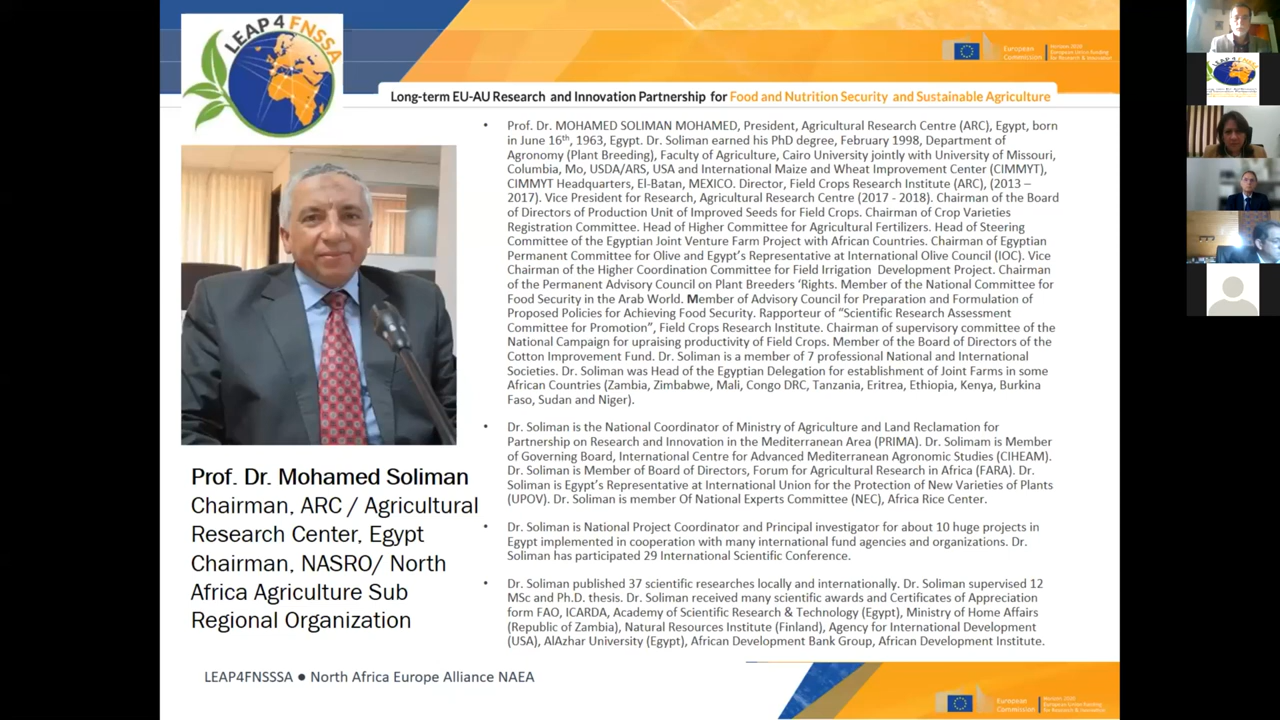 LEAP4FNSSA
European
Commission
Horizon 2020
European Union funding
for Research & Innovation
Long-term EU-AU Research and Innovation Partnership for Food and Nutrition Security and Sustainable Agriculture
• Prof. Dr. MOHAMED SOLIMAN MOHAMED, President, Agricultural Research Centre (ARC), Egypt, born
in June 16th, 1963, Egypt. Dr. Soliman earned his PhD degree, February 1998, Department of
Agronomy (Plant Breeding), Faculty of Agriculture, Cairo University jointly with University of Missouri,
Columbia, Mo, USDA/ARS, USA and International Maize and Wheat Improvement Center (CIMMYT),
CIMMYT Headquarters, El-Batan, MEXICO. Director, Field Crops Research Institute (ARC), (2013 –
2017). Vice President for Research, Agricultural Research Centre (2017 - 2018). Chairman of the Board
of Directors of Production Unit of Improved Seeds for Field Crops. Chairman of Crop Varieties
Registration Committee. Head of Higher Committee for Agricultural Fertilizers. Head of Steering
Committee of the Egyptian Joint Venture Farm Project with African Countries. Chairman of Egyptian
Permanent Committee for Olive and Egypt's Representative at International Olive Council (IOC). Vice
Chairman of the Higher Coordination Committee for Field Irrigation Development Project. Chairman
of the Permanent Advisory Council on Plant Breeders 'Rights. Member of the National Committee for
Food Security in the Arab World. Member of Advisory Council for Preparation and Formulation of
Proposed Policies for Achieving Food Security. Rapporteur of "Scientific Research Assessment
Committee for Promotion", Field Crops Research Institute. Chairman of supervisory committee of the
National Campaign for upraising productivity of Field Crops. Member of the Board of Directors of the
Cotton Improvement Fund. Dr. Soliman is a member of 7 professional National and International
Societies. Dr. Soliman was Head of the Egyptian Delegation for establishment of Joint Farms in some
African Countries (Zambia, Zimbabwe, Mali, Congo DRC, Tanzania, Eritrea, Ethiopia, Kenya, Burkina
Faso, Sudan and Niger).
• Dr. Soliman is the National Coordinator of Ministry of Agriculture and Land Reclamation for
Partnership on Research and Innovation in the Mediterranean Area (PRIMA). Dr. Solimam is Member
of Governing Board, International Centre for Advanced Mediterranean Agronomic Studies (CIHEAM).
Dr. Soliman is Member of Board of Directors, Forum for Agricultural Research in Africa (FARA). Dr.
Soliman is Egypt's Representative at International Union for the Protection of New Varieties of Plants
(UPOV). Dr. Soliman is member Of National Experts Committee (NEC), Africa Rice Center.
• Dr. Soliman is National Project Coordinator and Principal investigator for about 10 huge projects in
Egypt implemented in cooperation with many international fund agencies and organizations. Dr.
Soliman has participated 29 International Scientific Conference.
• Dr. Soliman published 37 scientific researches locally and internationally. Dr. Soliman supervised 12
MSc and Ph.D. thesis. Dr. Soliman received many scientific awards and Certificates of Appreciation
form FAO, ICARDA, Academy of Scientific Research & Technology (Egypt), Ministry of Home Affairs
(Republic of Zambia), Natural Resources Institute (Finland), Agency for International Development
(USA), AlAzhar University (Egypt), African Development Bank Group, African Development Institute.
Prof. Dr. Mohamed Soliman
Chairman, ARC / Agricultural
Research Center, Egypt
Chairman, NASRO/ North
Africa Agriculture Sub
Regional Organization
LEAP4FNSSSA ● North Africa Europe Alliance NAEA
European
Commission
Horizon 2020
European Union funding
for Research & Innovation